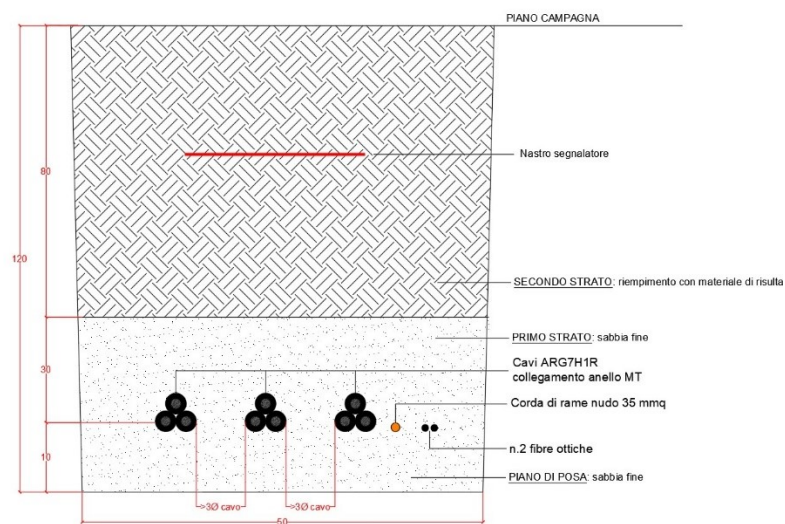 PIANO CAMPAGNA
Nastro segnalatore
80
120
SECONDO STRATO: riempimento con materiale di risulta
PRIMO STRATO: sabbia fine
Cavi ARG7H1R
collegamento anello MT
30
Corda di rame nudo 35 mmq
n.2 fibre ottiche
10
PIANO DI POSA: sabbia fine
>3Ø cavo
>3Ø cavo
50